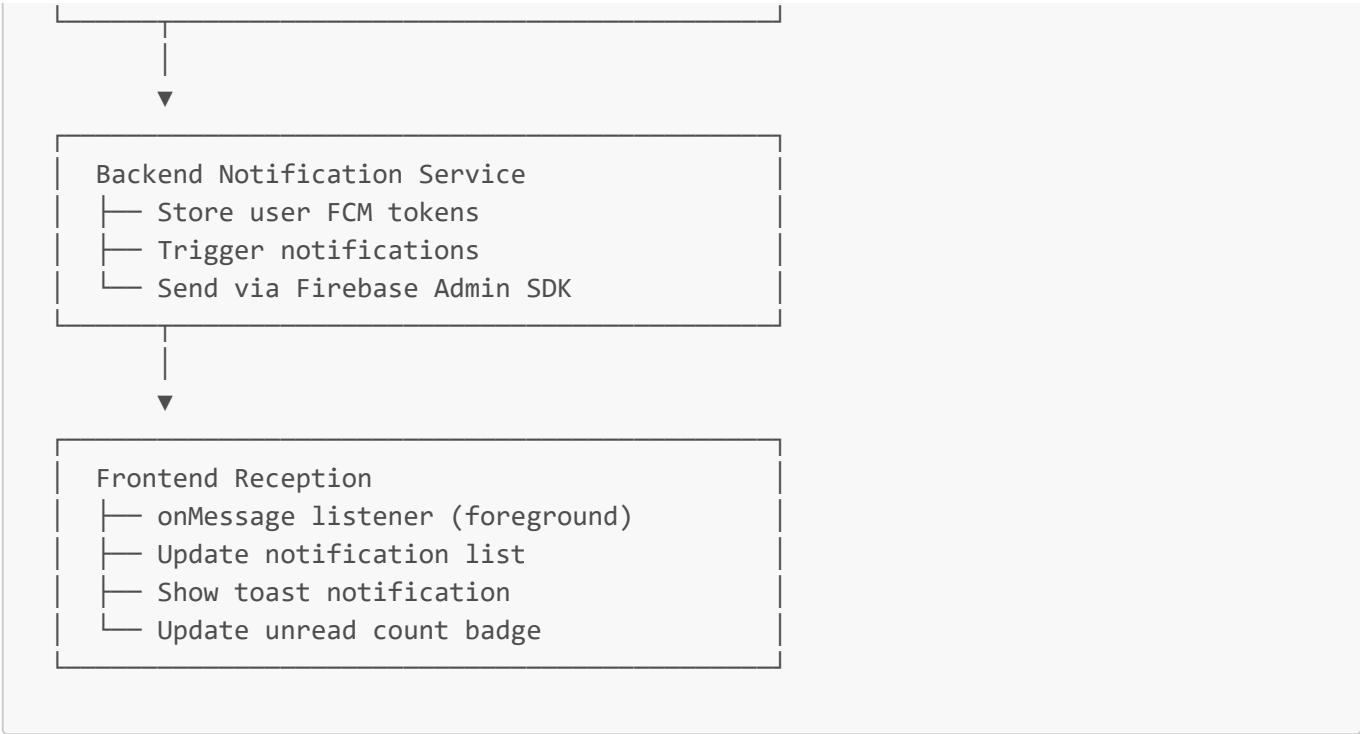 Backend Notification Service
├── Store user FCM tokens
├── Trigger notifications
└── Send via Firebase Admin SDK
Frontend Reception
├── onMessage listener (foreground)
├── Update notification list
├── Show toast notification
└── Update unread count badge